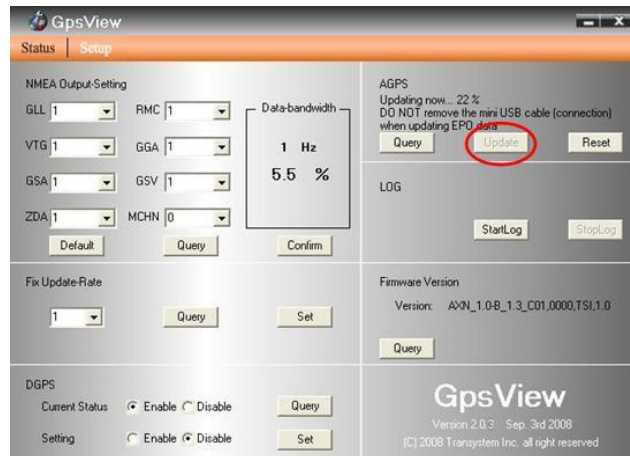 GpsView
Status | Setup
NMEA Output-Setting
GLL 1 RMC 1
VTG 1 GGA 1
GSA 1 GSV 1
ZDA 1 MCHN 0
Data-bandwidth
1 Hz
5.5 %
Default Query Confirm
AGPS
Updating now... 22 %
DO NOT remove the mini USB cable (connection)
when updating EPO data
Query Update Reset
LOG
StartLog StopLog
Fix Update-Rate
1 Query Set
Firmware Version
Version: AXN_1.0-B_1.3_C01,0000,TSI,1.0
Query
DGPS
Current Status Enable Disable Query
Setting Enable Disable Set
GpsView
Version 2.0.3 Sep. 3rd 2008
(C) 2008 Transystem Inc. all right reserved